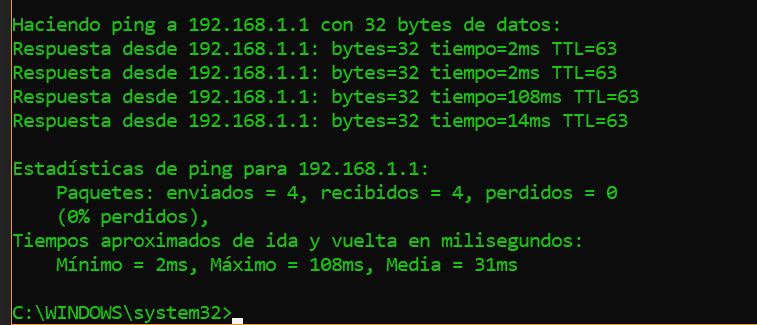 Haciendo ping a 192.168.1.1 con 32 bytes de datos:
Respuesta desde 192.168.1.1: bytes=32 tiempo=2ms TTL=63
Respuesta desde 192.168.1.1: bytes=32 tiempo=2ms TTL=63
Respuesta desde 192.168.1.1: bytes=32 tiempo=108ms TTL=63
Respuesta desde 192.168.1.1: bytes=32 tiempo=14ms TTL=63

Estadísticas de ping para 192.168.1.1:
    Paquetes: enviados = 4, recibidos = 4, perdidos = 0
    (0% perdidos),
Tiempos aproximados de ida y vuelta en milisegundos:
    Mínimo = 2ms, Máximo = 108ms, Media = 31ms

C:\WINDOWS\system32>